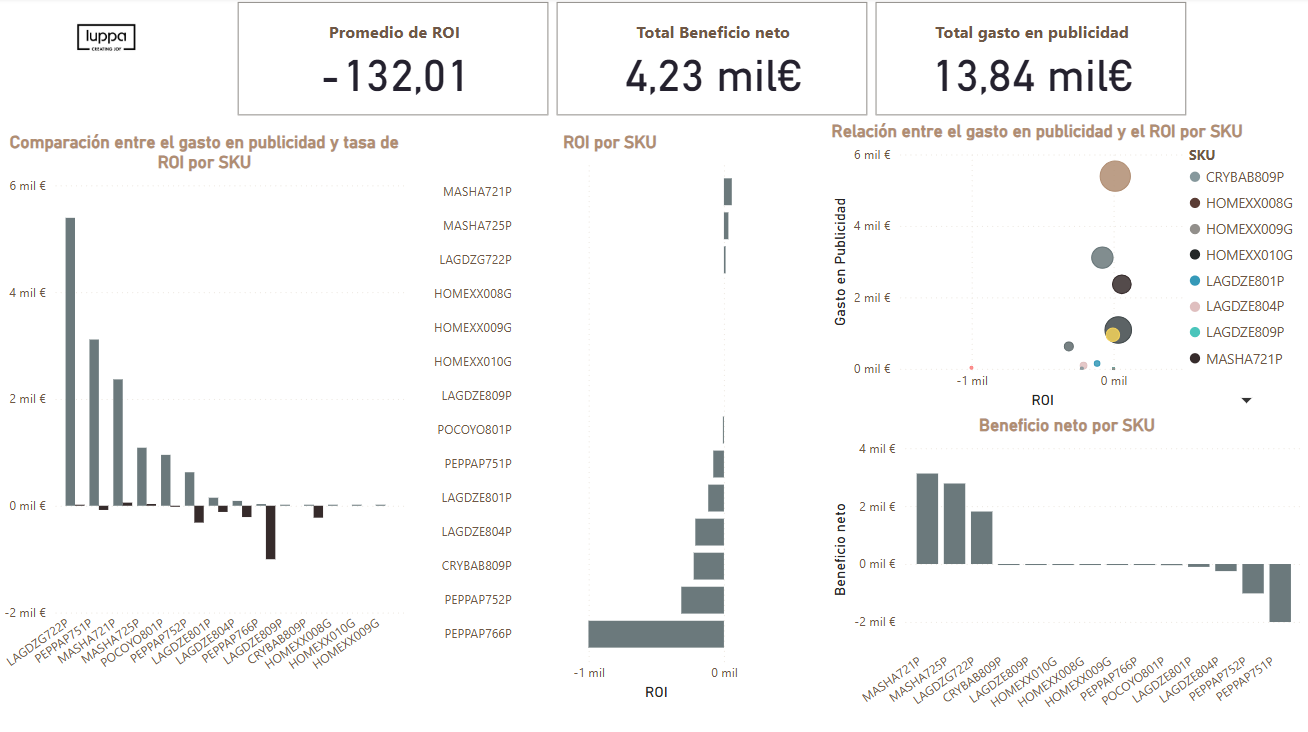 luppa
CREATING JOY
Promedio de ROI
-132,01
Total Beneficio neto
4,23 mil€
Total gasto en publicidad
13,84 mil€
Comparación entre el gasto en publicidad y tasa de
ROI por SKU
6 mil €
4 mil €
2 mil €
0 mil €
-2 mil €
LAGDZG722P
PEPPAP751P
MASHA721P
MASHA725P
POCOYO801P
PEPPAP752P
LAGDZE801P
LAGDZE804P
PEPPAP766P
LAGDZE809P
CRYBAB809P
HOMEXX008G
HOMEXX010G
HOMEXX009G
ROI por SKU
MASHA721P
MASHA725P
LAGDZG722P
HOMEXX008G
HOMEXX009G
HOMEXX010G
LAGDZE809P
POCOYO801P
PEPPAP751P
LAGDZE801P
LAGDZE804P
CRYBAB809P
PEPPAP752P
PEPPAP766P
-1 mil
0 mil
ROI
Relación entre el gasto en publicidad y el ROI por SKU
Gasto en Publicidad
6 mil €
4 mil €
2 mil €
0 mil €
-1 mil
0 mil
ROI
SKU
CRYBAB809P
HOMEXX008G
HOMEXX009G
HOMEXX010G
LAGDZE801P
LAGDZE804P
LAGDZE809P
MASHA721P
Beneficio neto por SKU
Beneficio neto
4 mil €
2 mil €
0 mil €
-2 mil €
MASHA721P
MASHA725P
LAGDZG722P
CRYBAB809P
LAGDZE809P
HOMEXX010G
HOMEXX008G
HOMEXX009G
PEPPAP766P
POCOYO801P
LAGDZE801P
LAGDZE804P
PEPPAP752P
PEPPAP751P